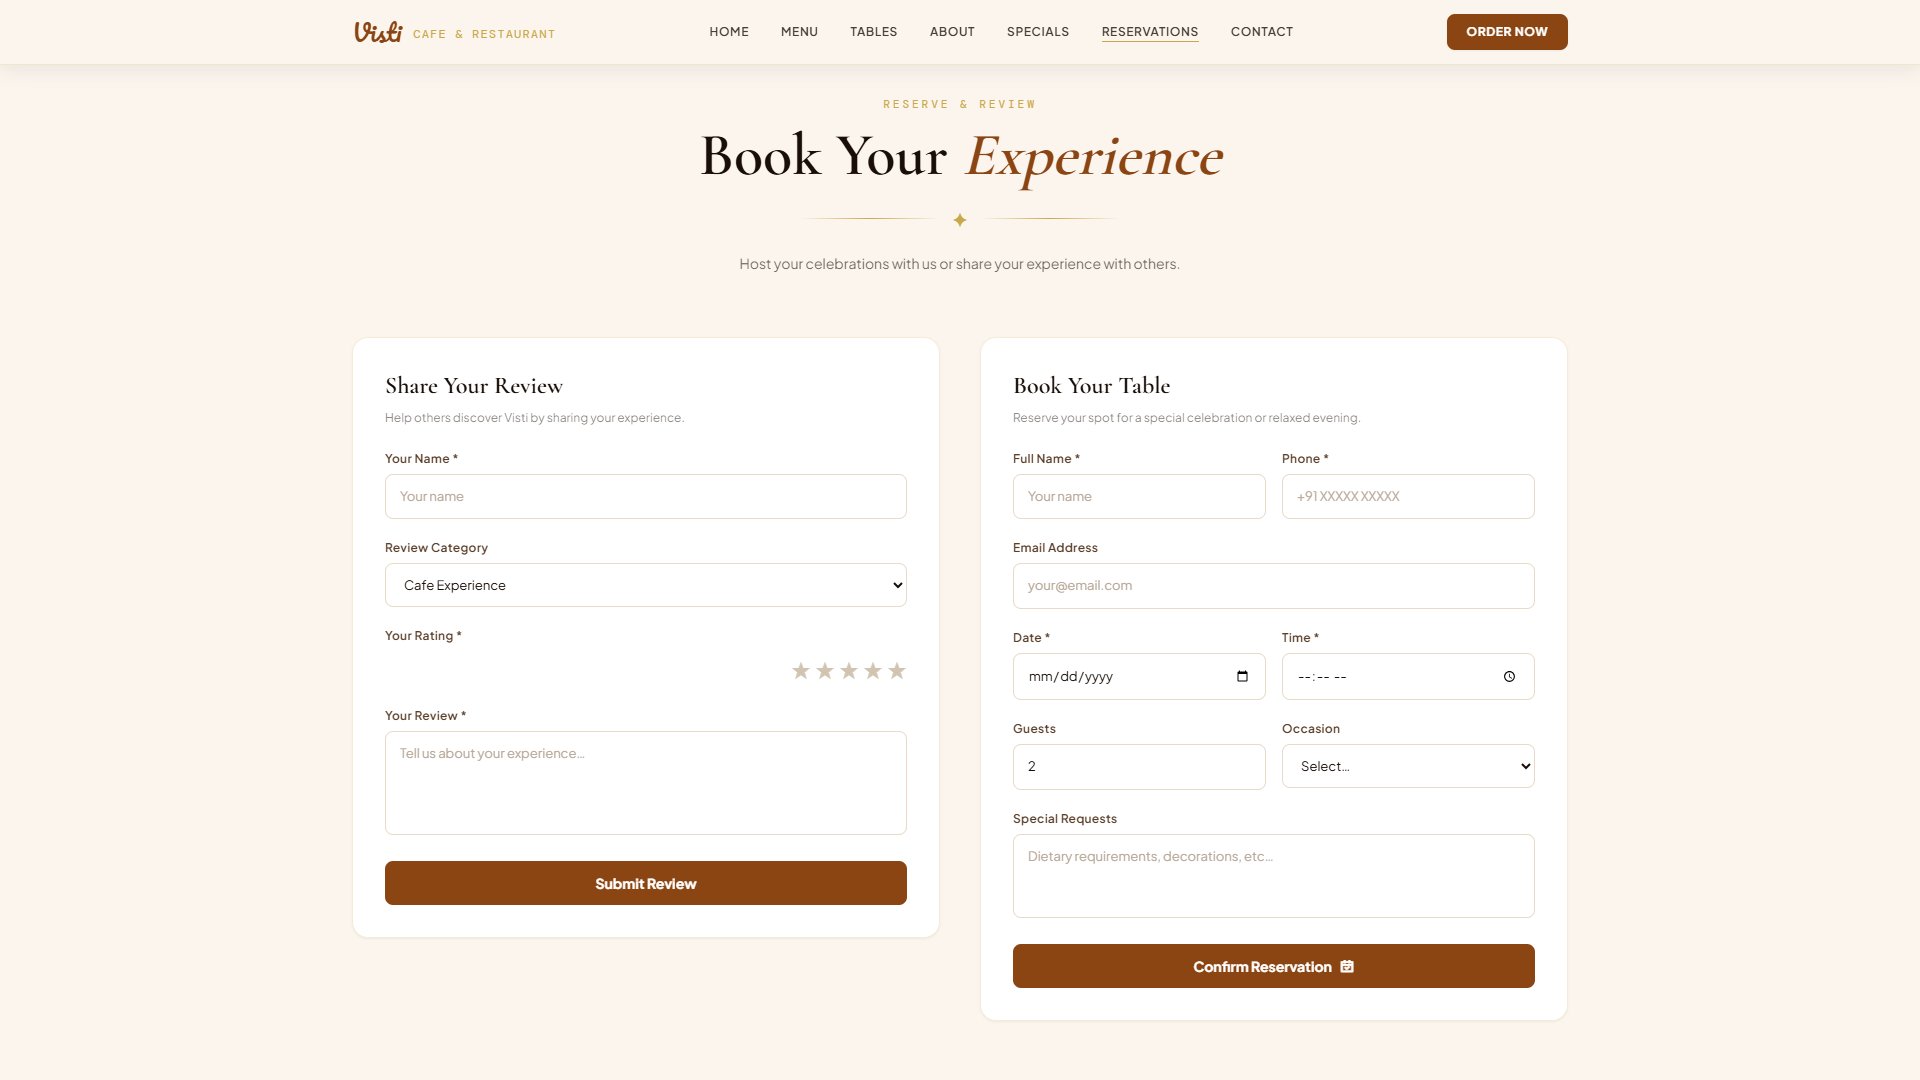 Visti CAFE & RESTAURANT
HOME MENU TABLES ABOUT SPECIALS RESERVATIONS CONTACT
ORDER NOW
RESERVE & REVIEW
Book Your Experience
Host your celebrations with us or share your experience with others.
Share Your Review
Help others discover Visti by sharing your experience.
Your Name *
Your name
Review Category
Cafe Experience
Your Rating *
★ ★ ★ ★ ★
Your Review *
Tell us about your experience...
Submit Review
Book Your Table
Reserve your spot for a special celebration or relaxed evening.
Full Name * Phone *
Your name +91 XXXXX XXXXX
Email Address
your@email.com
Date * Time *
mm/dd/yyyy --:-- --
Guests Occasion
2 Select...
Special Requests
Dietary requirements, decorations, etc...
Confirm Reservation